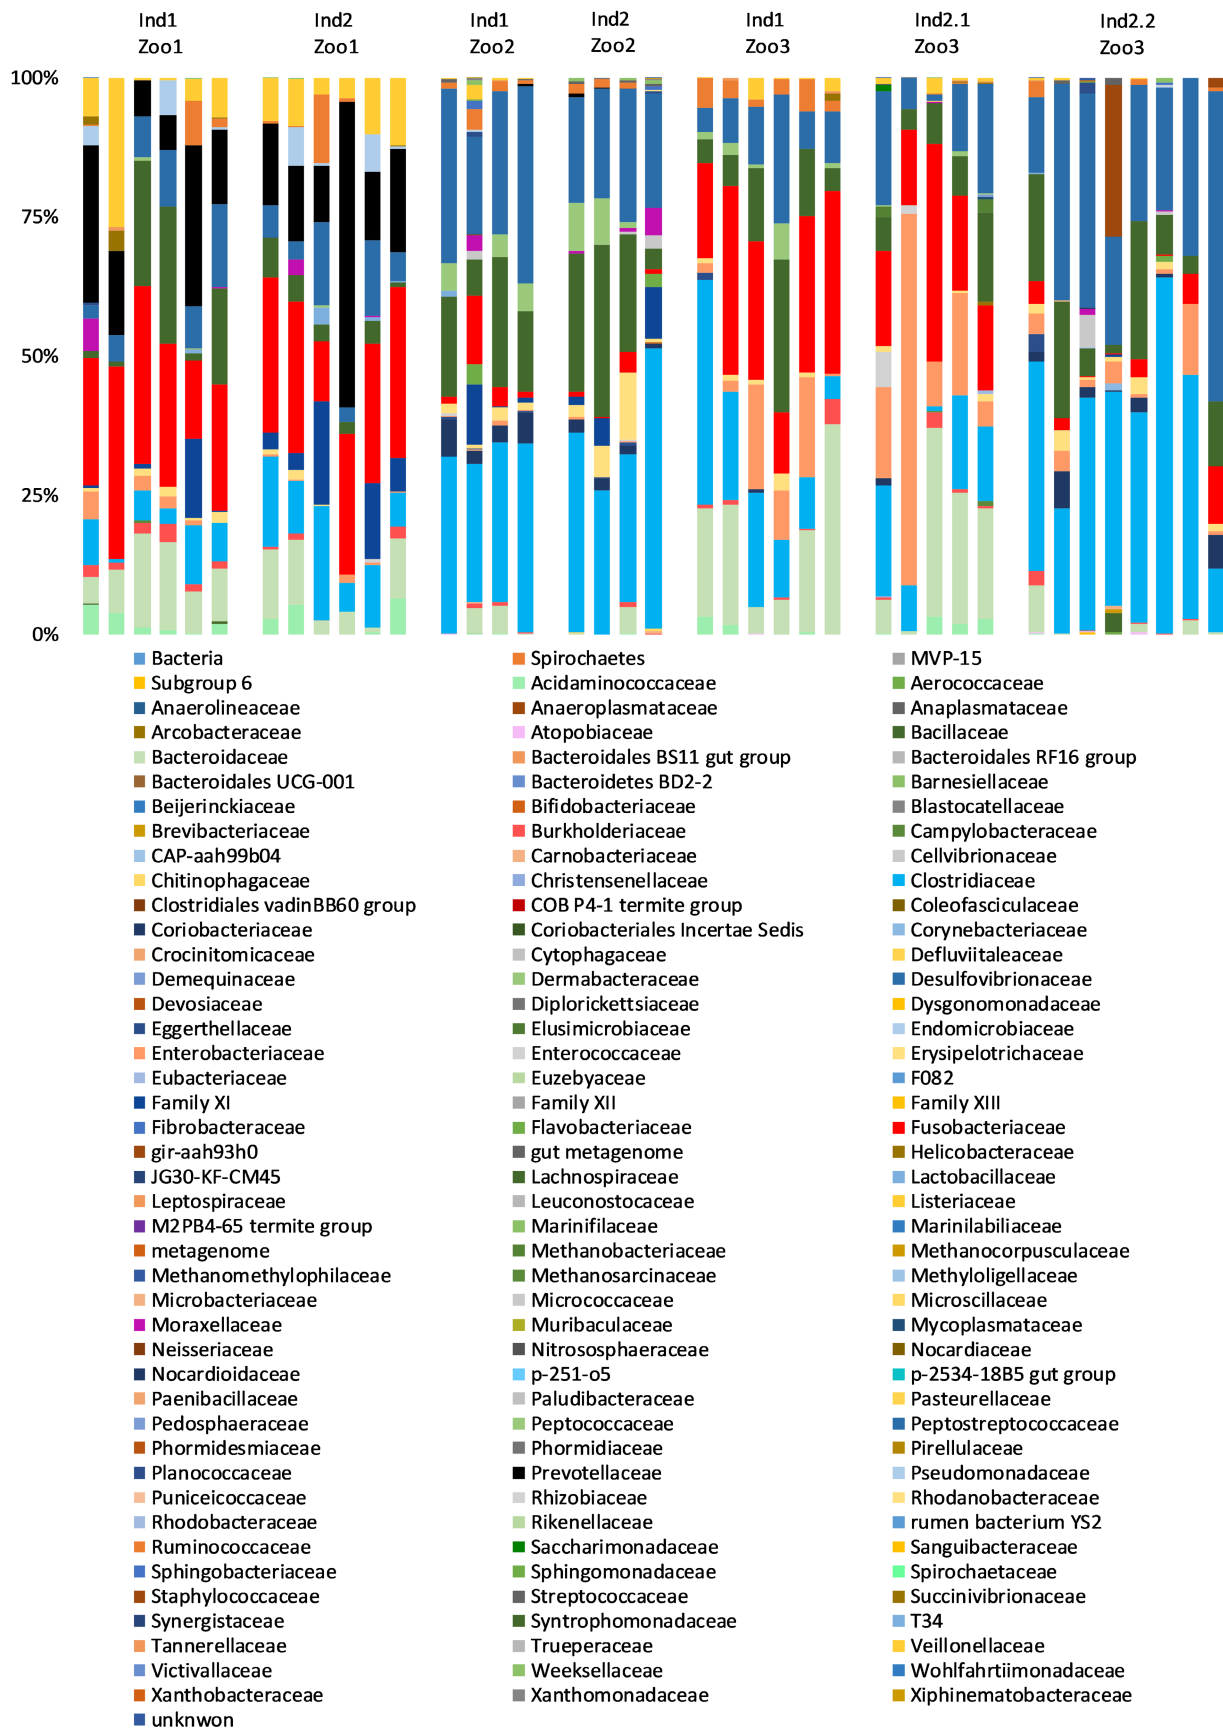 Ind1 Ind2 Ind1 Ind2 Ind1 Ind2.1 Ind2.2
Zoo1 Zoo1 Zoo2 Zoo2 Zoo3 Zoo3 Zoo3
100%
75%
50%
25%
0%
Bacteria Spirochaetes MVP-15
Subgroup 6 Acidaminococcaceae Aerococcaceae
Anaerolineaceae Anaeroplasmataceae Anaplasmataceae
Arcobacteraceae Atopobiaceae Bacillaceae
Bacteroidaceae Bacteroidales BS11 gut group Bacteroidales RF16 group
Bacteroidales UCG-001 Bacteroidetes BD2-2 Barnesiellaceae
Beijerinckiaceae Bifidobacteriaceae Blastocatellaceae
Brevibacteriaceae Burkholderiaceae Campylobacteraceae
CAP-aah99b04 Carnobacteriaceae Cellvibrionaceae
Chitinophagaceae Christensenellaceae Clostridiaceae
Clostridiales vadinBB60 group COB P4-1 termite group Coleofasciculaceae
Coriobacteriaceae Coriobacteriales Incertae Sedis Corynebacteriaceae
Crocinitomicaceae Cytophagaceae Defluviitaleaceae
Demequinaceae Dermabacteraceae Desulfovibrionaceae
Devosiaceae Diplorickettsiaceae Dysgonomonadaceae
Eggerthellaceae Elusimicrobiaceae Endomicrobiaceae
Enterobacteriaceae Enterococcaceae Erysipelotrichaceae
Eubacteriaceae Euzebyaceae F082
Family XI Family XII Family XIII
Fibrobacteraceae Flavobacteriaceae Fusobacteriaceae
gir-aah93h0 gut metagenome Helicobacteraceae
JG30-KF-CM45 Lachnospiraceae Lactobacillaceae
Leptospiraceae Leuconostocaceae Listeriaceae
M2PB4-65 termite group Marinifilaceae Marinilabiliaceae
metagenome Methanobacteriaceae Methanocorpusculaceae
Methanomethylophilaceae Methanosarcinaceae Methyloligellaceae
Microbacteriaceae Micrococcaceae Microscillaceae
Moraxellaceae Muribaculaceae Mycoplasmataceae
Neisseriaceae Nitrososphaeraceae Nocardiaceae
Nocardioidaceae p-251-o5 p-2534-18B5 gut group
Paenibacillaceae Paludibacteraceae Pasteurellaceae
Pedosphaeraceae Peptococcaceae Peptostreptococcaceae
Phormidesmiaceae Phormidiaceae Pirellulaceae
Planococcaceae Prevotellaceae Pseudomonadaceae
Puniceicoccaceae Rhizobiaceae Rhodanobacteraceae
Rhodobacteraceae Rikenellaceae rumen bacterium YS2
Ruminococcaceae Saccharimonadaceae Sanguibacteraceae
Sphingobacteriaceae Sphingomonadaceae Spirochaetaceae
Staphylococcaceae Streptococcaceae Succinivibrionaceae
Synergistaceae Syntrophomonadaceae T34
Tannerellaceae Trueperaceae Veillonellaceae
Victivallaceae Weeksellaceae Wohlfahrtiimonadaceae
Xanthobacteraceae Xanthomonadaceae Xiphinematobacteraceae
unknwon